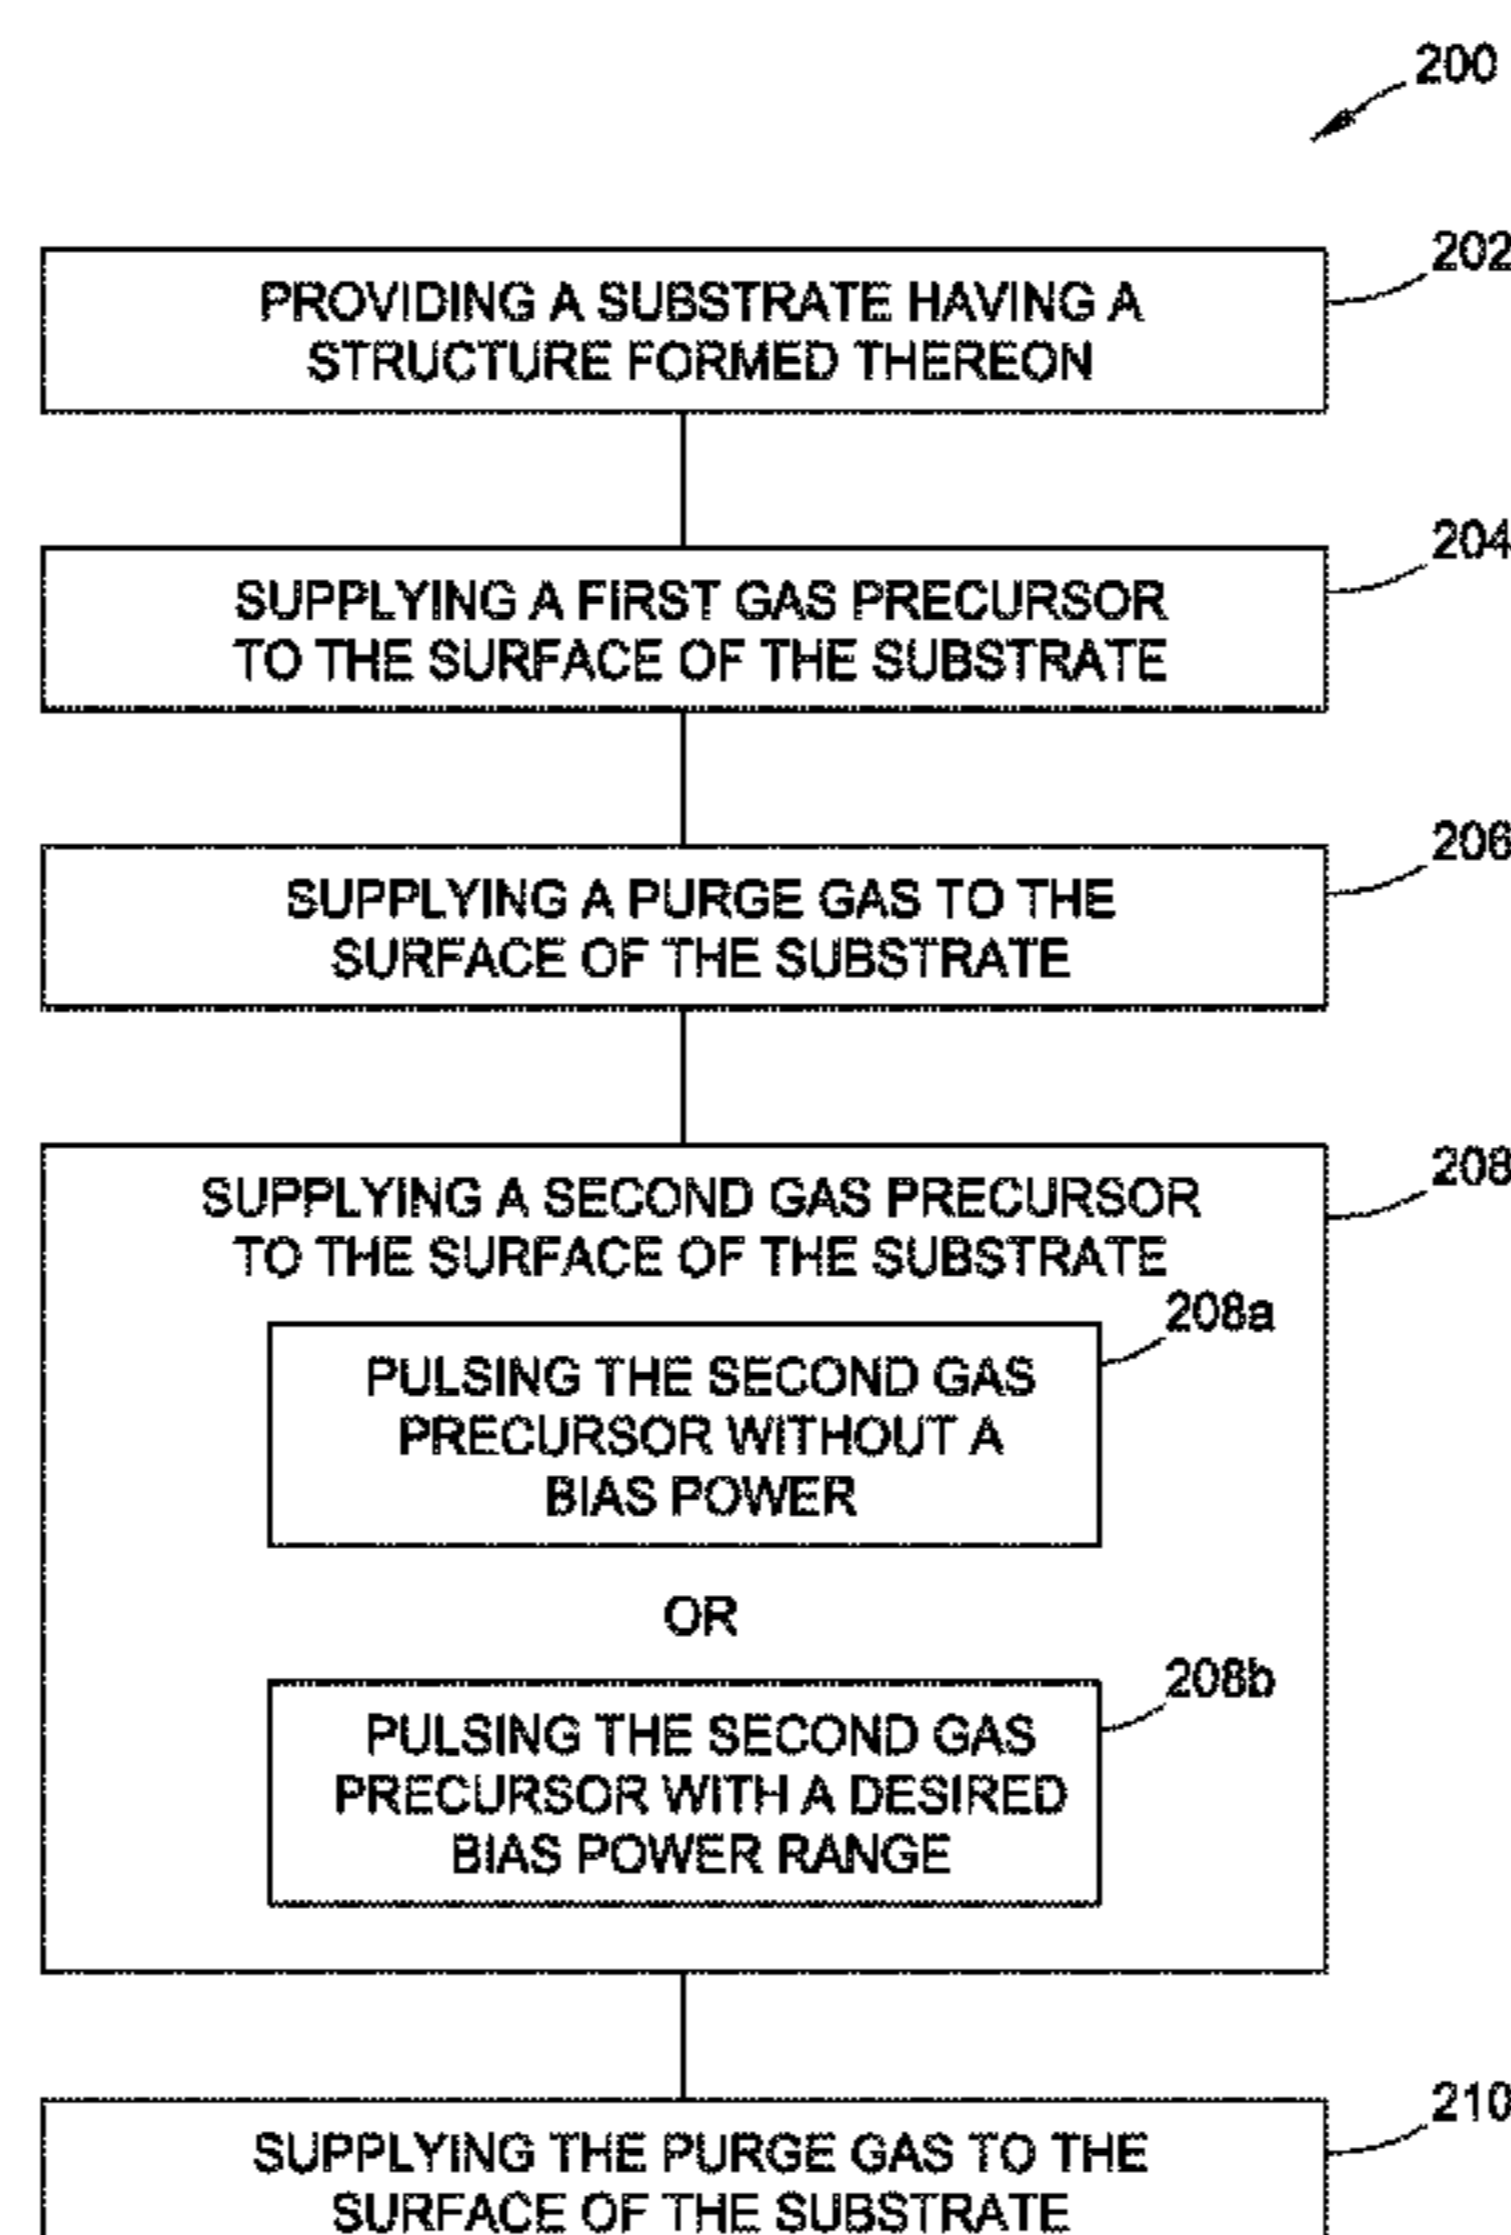 200
202
PROVIDING A SUBSTRATE HAVING A
STRUCTURE FORMED THEREON
204
SUPPLYING A FIRST GAS PRECURSOR
TO THE SURFACE OF THE SUBSTRATE
206
SUPPLYING A PURGE GAS TO THE
SURFACE OF THE SUBSTRATE
208
SUPPLYING A SECOND GAS PRECURSOR
TO THE SURFACE OF THE SUBSTRATE
208a
PULSING THE SECOND GAS
PRECURSOR WITHOUT A
BIAS POWER
OR
208b
PULSING THE SECOND GAS
PRECURSOR WITH A DESIRED
BIAS POWER RANGE
210
SUPPLYING THE PURGE GAS TO THE
SURFACE OF THE SUBSTRATE